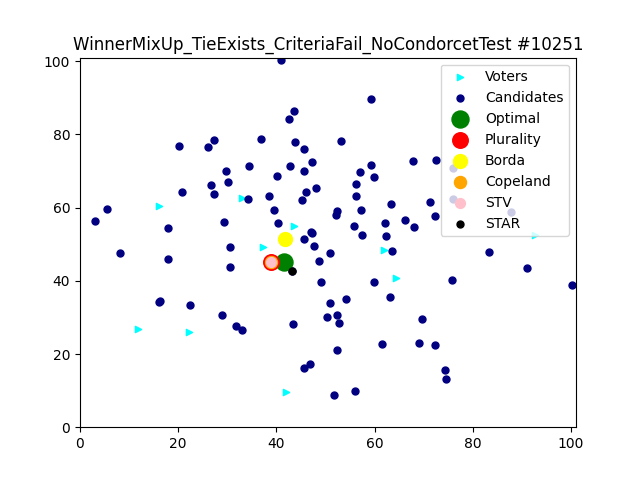 WinnerMixUp_TieExists_CriteriaFail_NoCondorcetTest #10251
100
80
60
40
20
0
0 20 40 60 80 100
Voters
Candidates
Optimal
Plurality
Borda
Copeland
STV
STAR